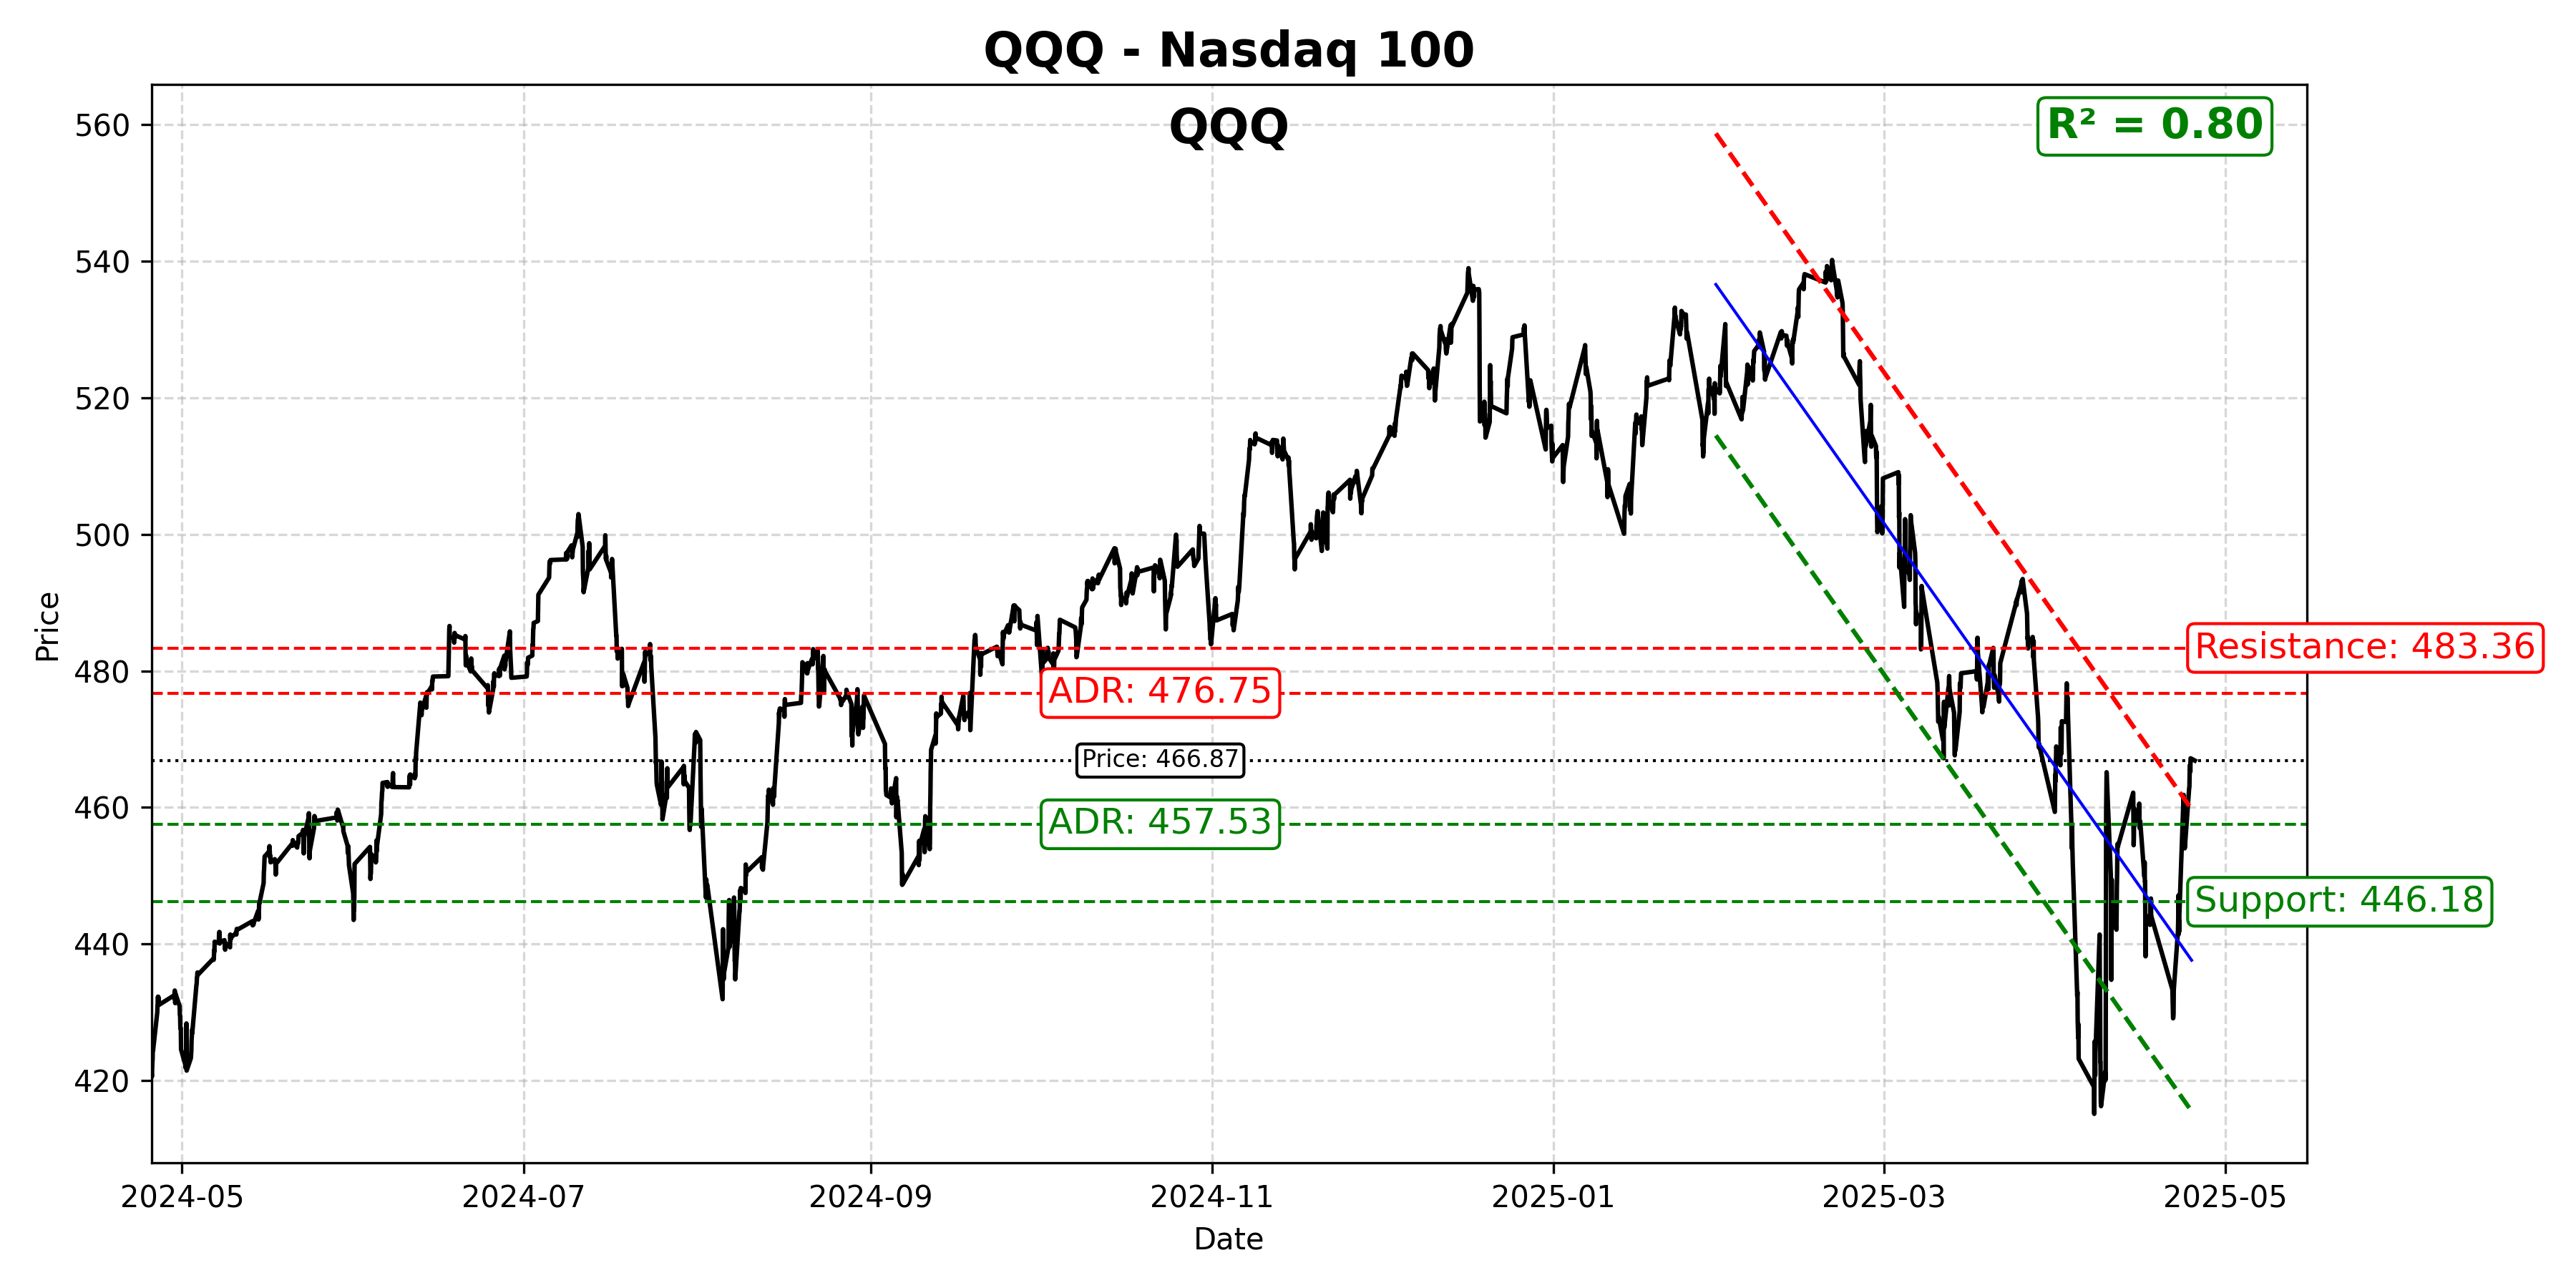 QQQ - Nasdaq 100
QQQ
R² = 0.80
560
540
520
500
480
460
440
420
Price
Resistance: 483.36
ADR: 476.75
Price: 466.87
ADR: 457.53
Support: 446.18
2024-05
2024-07
2024-09
2024-11
2025-01
2025-03
2025-05
Date